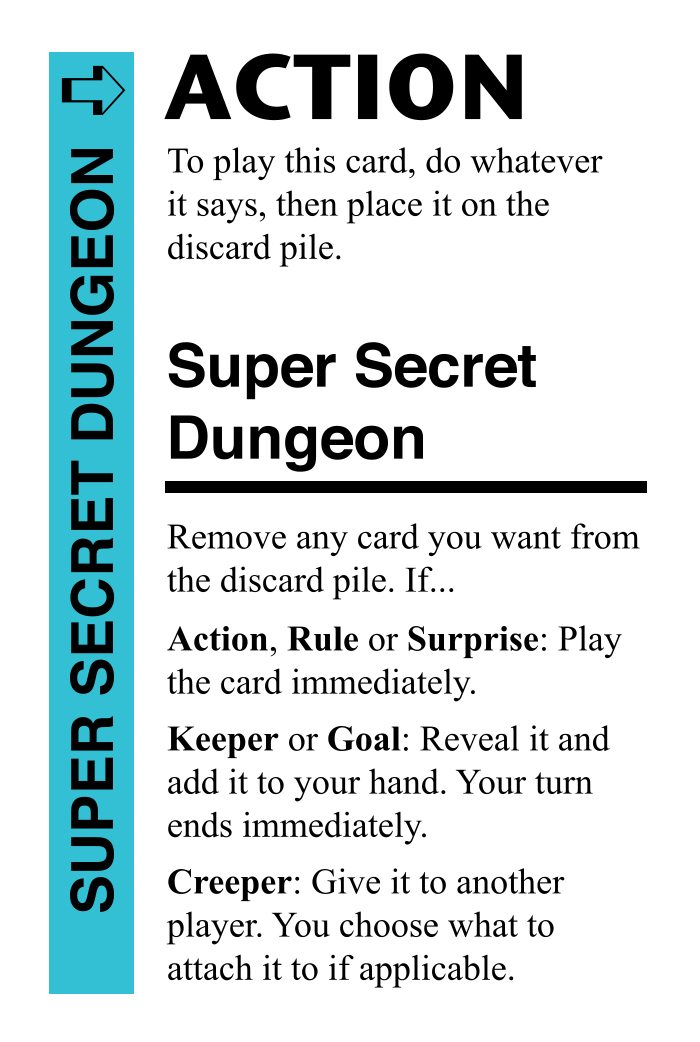 SUPER SECRET DUNGEON
ACTION
To play this card, do whatever
it says, then place it on the
discard pile.
Super Secret
Dungeon
Remove any card you want from
the discard pile. If...
Action, Rule or Surprise: Play
the card immediately.
Keeper or Goal: Reveal it and
add it to your hand. Your turn
ends immediately.
Creeper: Give it to another
player. You choose what to
attach it to if applicable.